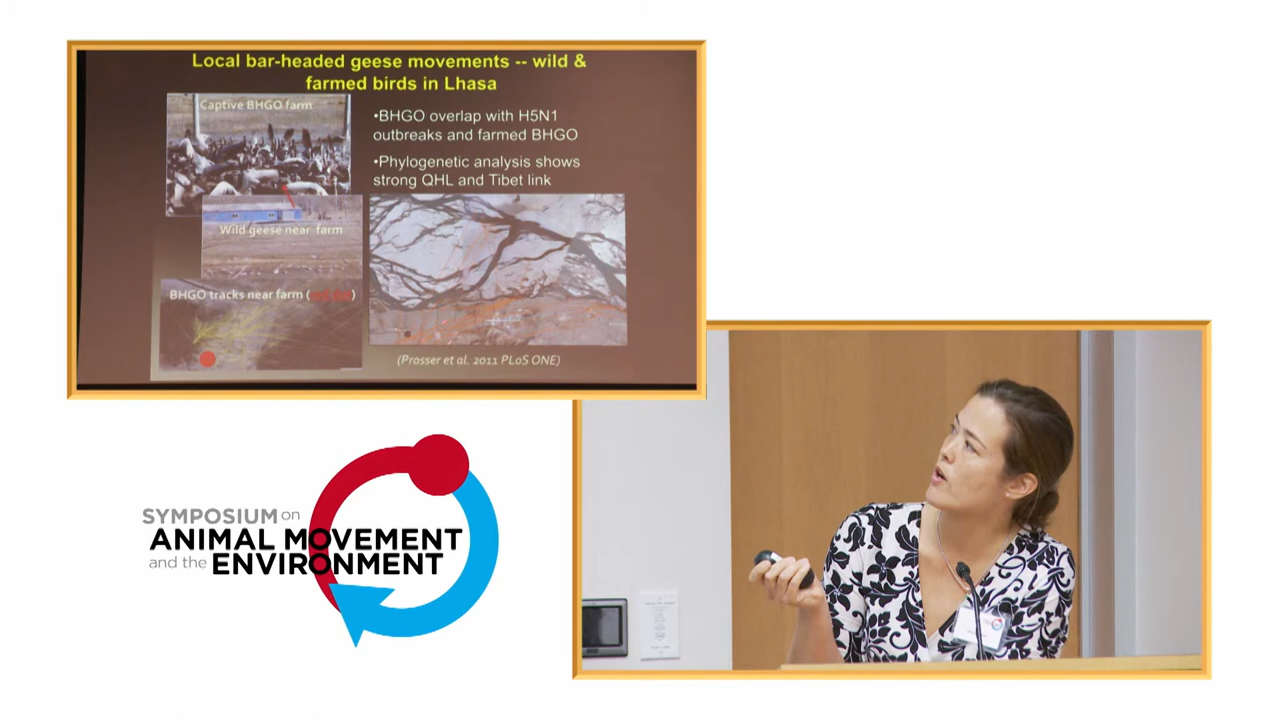 Local bar-headed geese movements -- wild &
farmed birds in Lhasa
Captive BHGO farm
•BHGO overlap with H5N1
outbreaks and farmed BHGO
•Phylogenetic analysis shows
strong QHL and Tibet link
Wild geese near farm
BHGO tracks near farm (
)
(Prosser et al. 2011 PLoS ONE)
SYMPOSIUM on
ANIMAL MOVEMENT
and the ENVIRONMENT